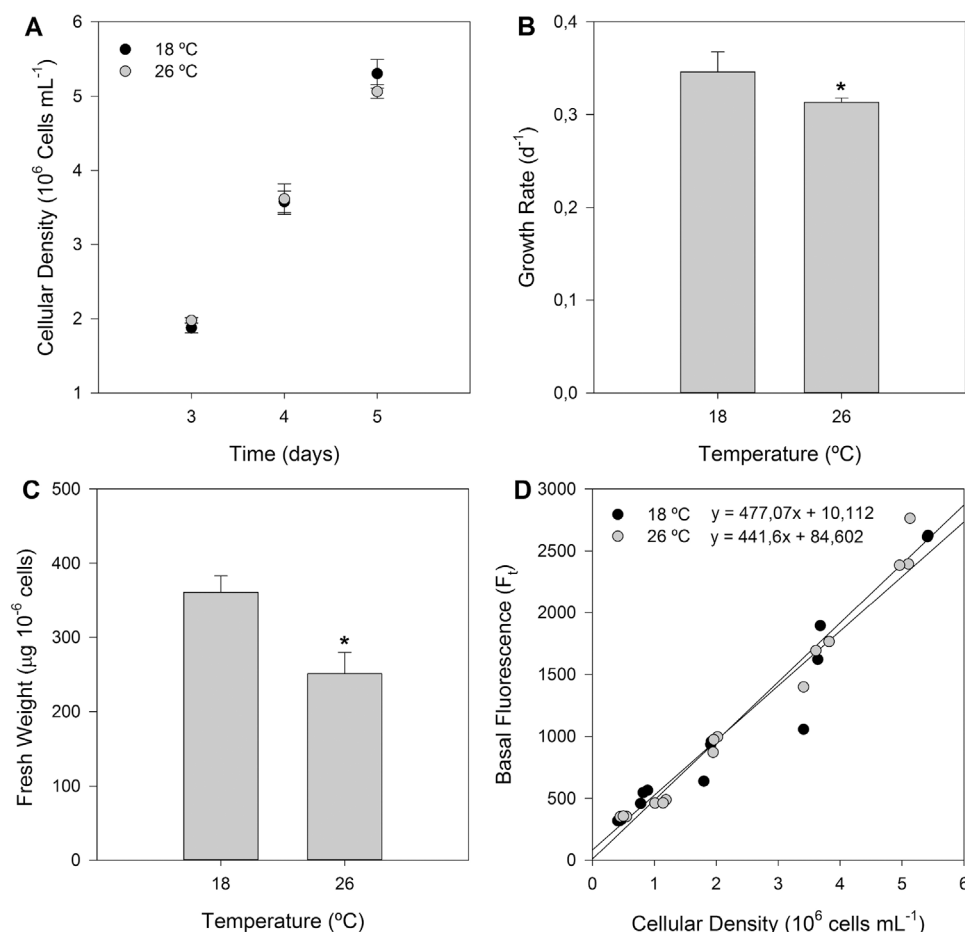 A
18 ºC
26 ºC
Cellular Density (10⁶ Cells mL⁻¹)
6
5
4
3
2
1
3 4 5
Time (days)
B
Growth Rate (d⁻¹)
0,4
0,3
0,2
0,1
0,0
*
18 26
Temperature (ºC)
C
Fresh Weight (µg 10⁻⁶ cells)
500
400
300
200
100
0
*
18 26
Temperature (ºC)
D
18 ºC y = 477,07x + 10,112
26 ºC y = 441,6x + 84,602
Basal Fluorescence (Fₜ)
3000
2500
2000
1500
1000
500
0
0 1 2 3 4 5 6
Cellular Density (10⁶ cells mL⁻¹)